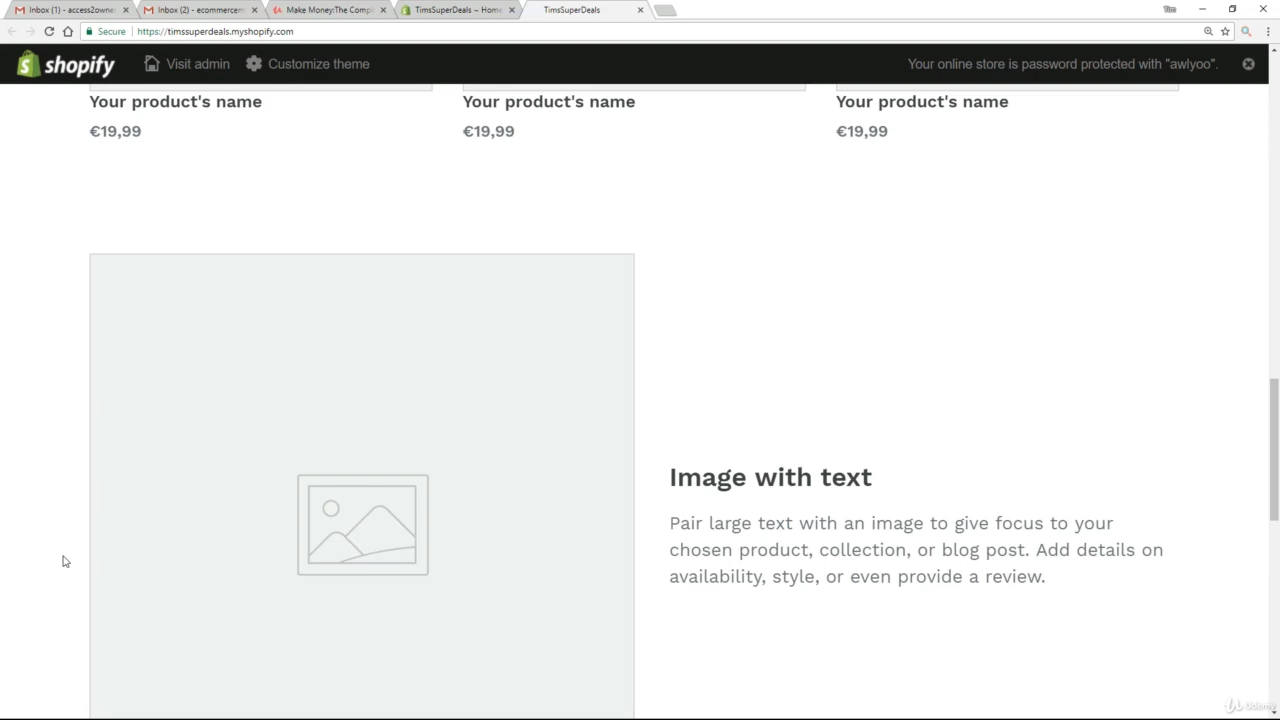 Inbox (1) - access2owne
Inbox (2) - ecommercem
Make Money:The Compl
TimsSuperDeals ~ Home
TimsSuperDeals
Tim
Secure
https://timssuperdeals.myshopify.com
shopify
Visit admin
Customize theme
Your online store is password protected with "awlyoo".
Your product's name
Your product's name
Your product's name
€19,99
€19,99
€19,99
Image with text
Pair large text with an image to give focus to your
chosen product, collection, or blog post. Add details on
availability, style, or even provide a review.
Udemy